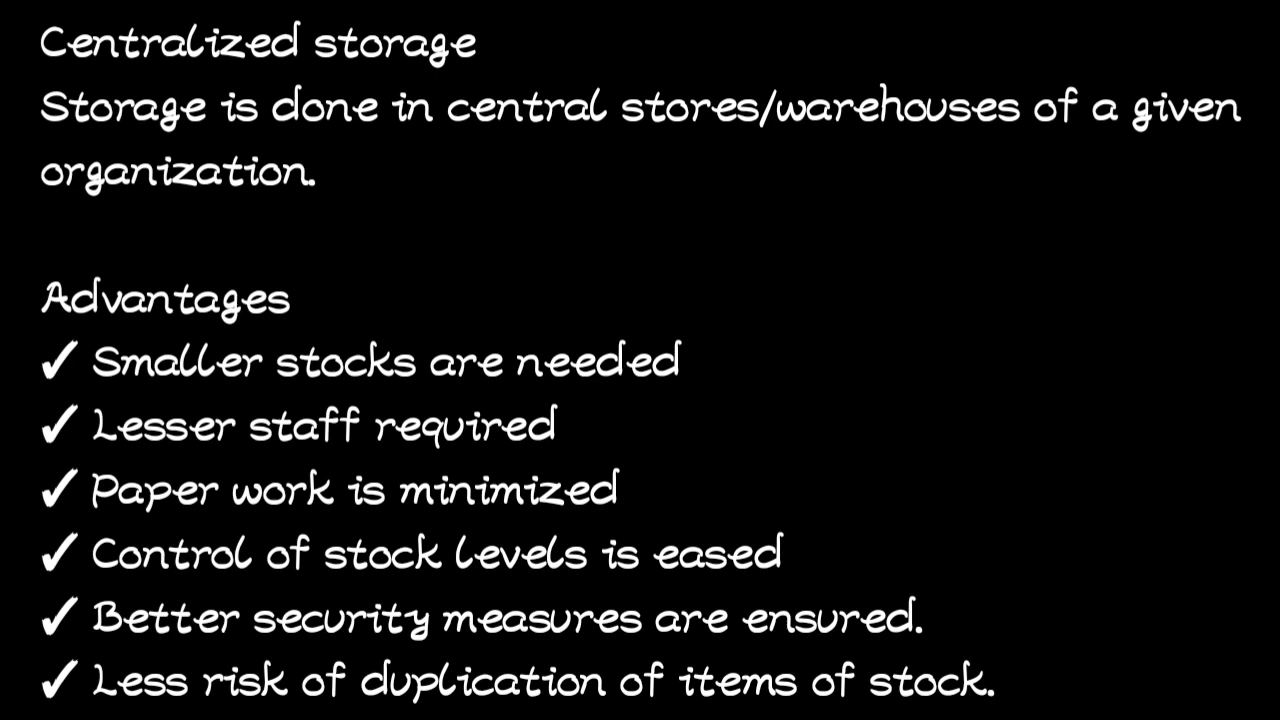 Centralized storage
Storage is done in central stores/warehouses of a given
organization.
Advantages
✓ Smaller stocks are needed
✓ Lesser staff required
✓ Paper work is minimized
✓ Control of stock levels is eased
✓ Better security measures are ensured.
✓ Less risk of duplication of items of stock.